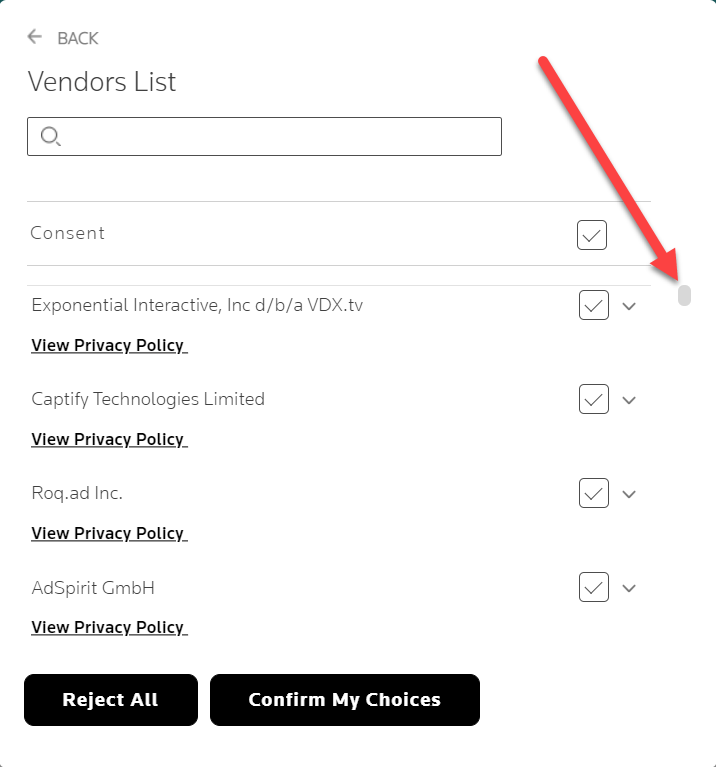 BACK
Vendors List
Consent
Exponential Interactive, Inc d/b/a VDX.tv
View Privacy Policy
Captify Technologies Limited
View Privacy Policy
Roq.ad Inc.
View Privacy Policy
AdSpirit GmbH
View Privacy Policy
Reject All Confirm My Choices